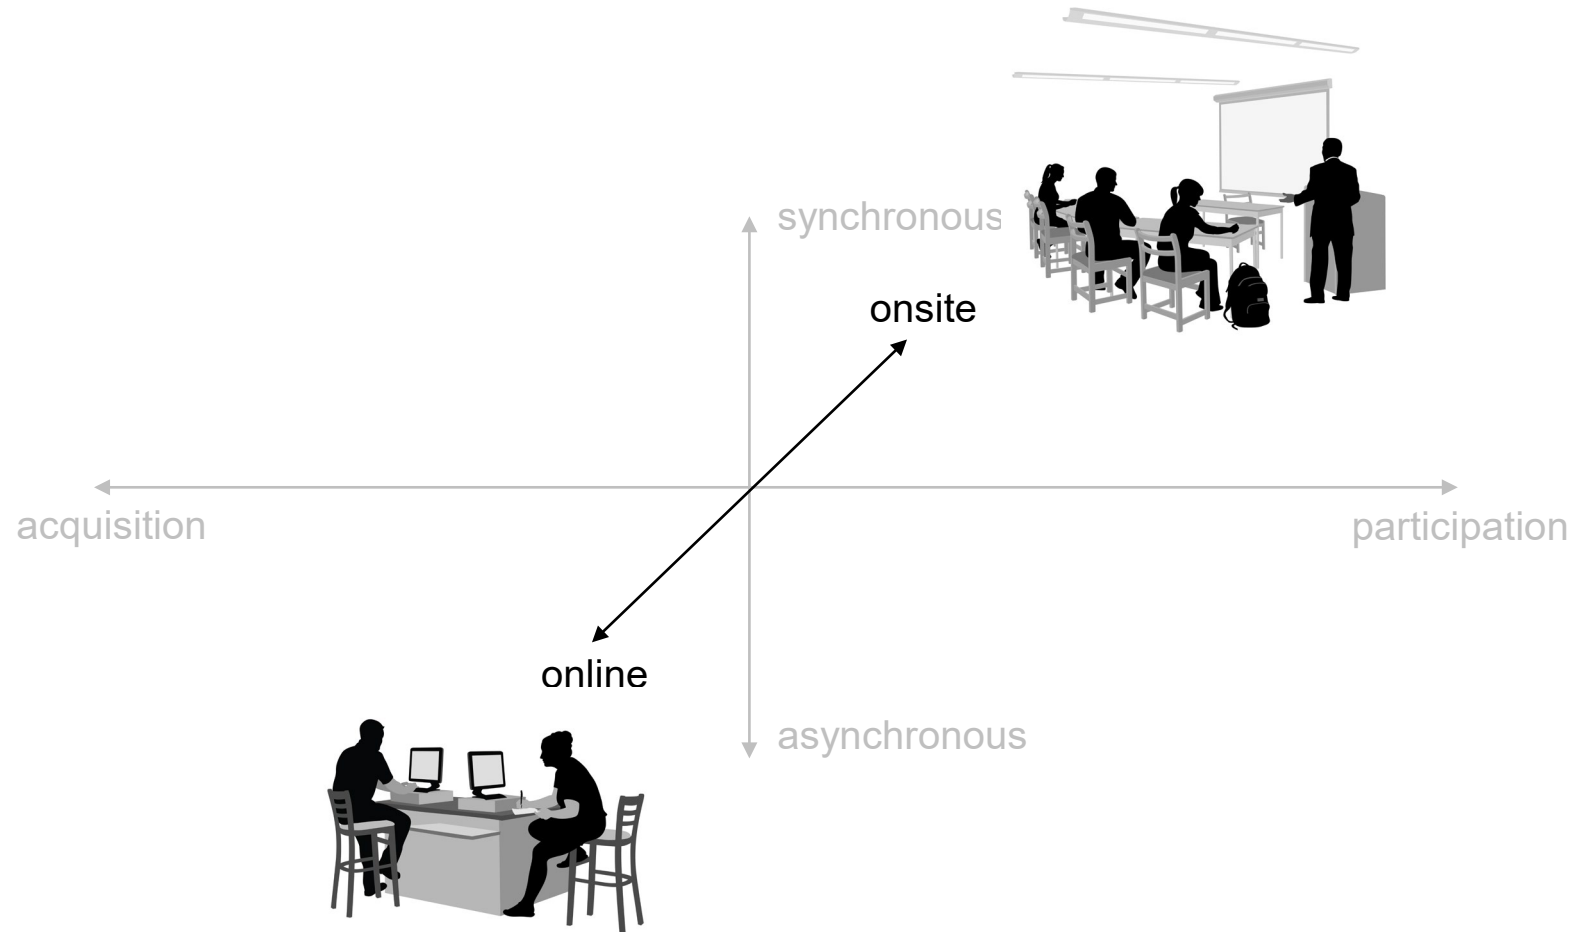 synchronous
onsite
acquisition
participation
online
asynchronous